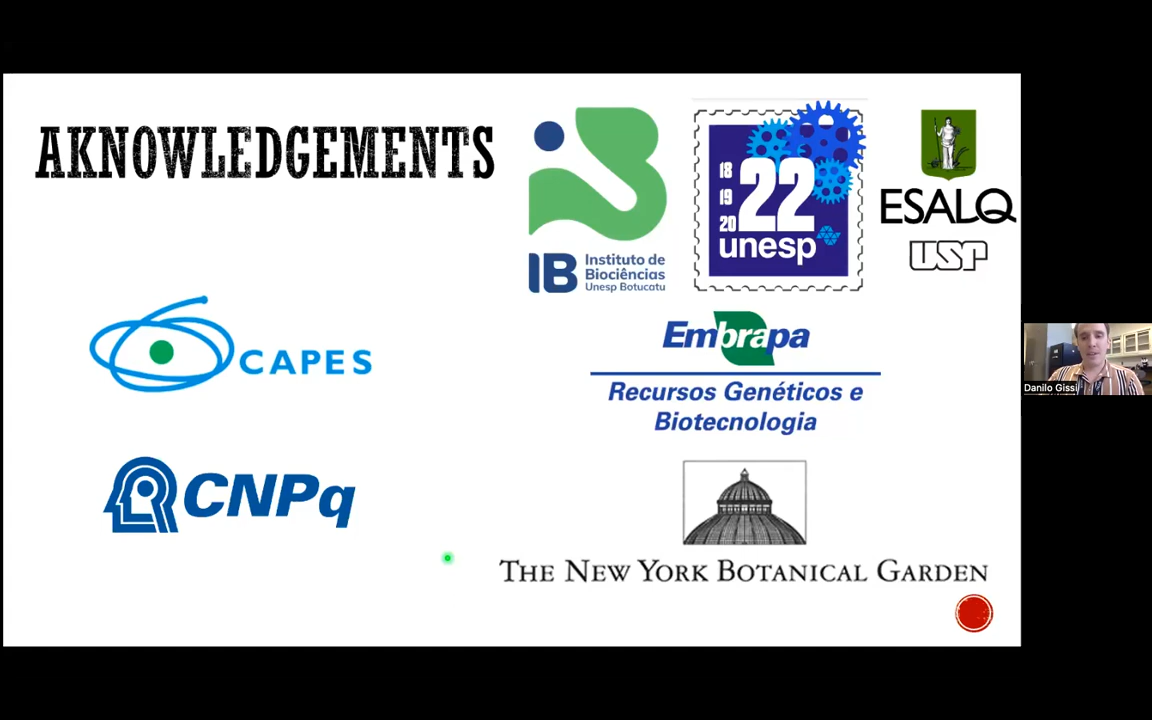 AKNOWLEDGEMENTS
IB
Instituto de
Biociências
Unesp Botucatu
18
19
20
22
unesp
ESALQ
USP
CAPES
Embrapa
Recursos Genéticos e
Biotecnologia
CNPq
THE NEW YORK BOTANICAL GARDEN
Danilo Gissi